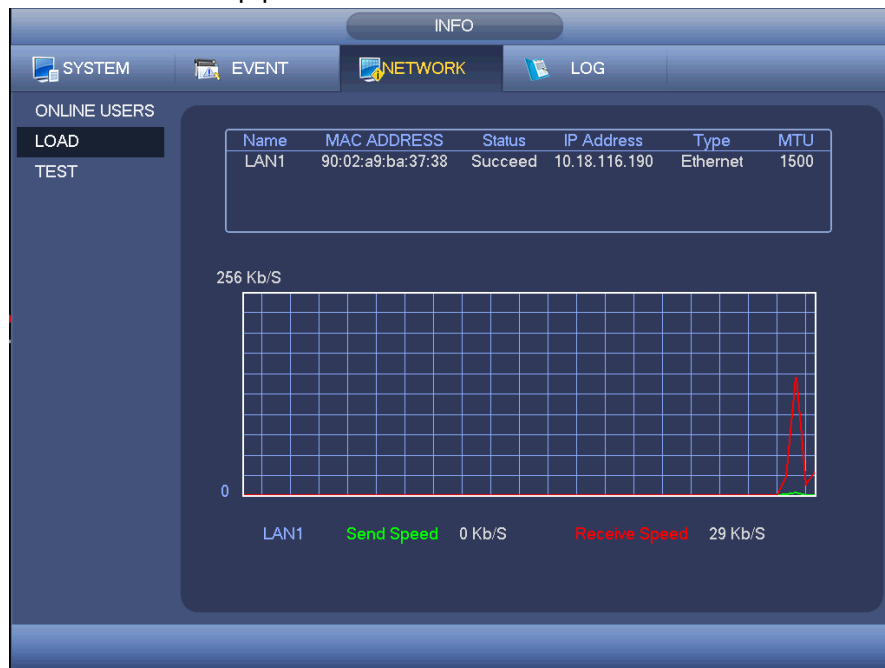 INFO
SYSTEM EVENT NETWORK LOG
ONLINE USERS
LOAD
TEST
Name MAC ADDRESS Status IP Address Type MTU
LAN1 90:02:a9:ba:37:38 Succeed 10.18.116.190 Ethernet 1500
256 Kb/S
0
LAN1 Send Speed 0 Kb/S Receive Speed 29 Kb/S